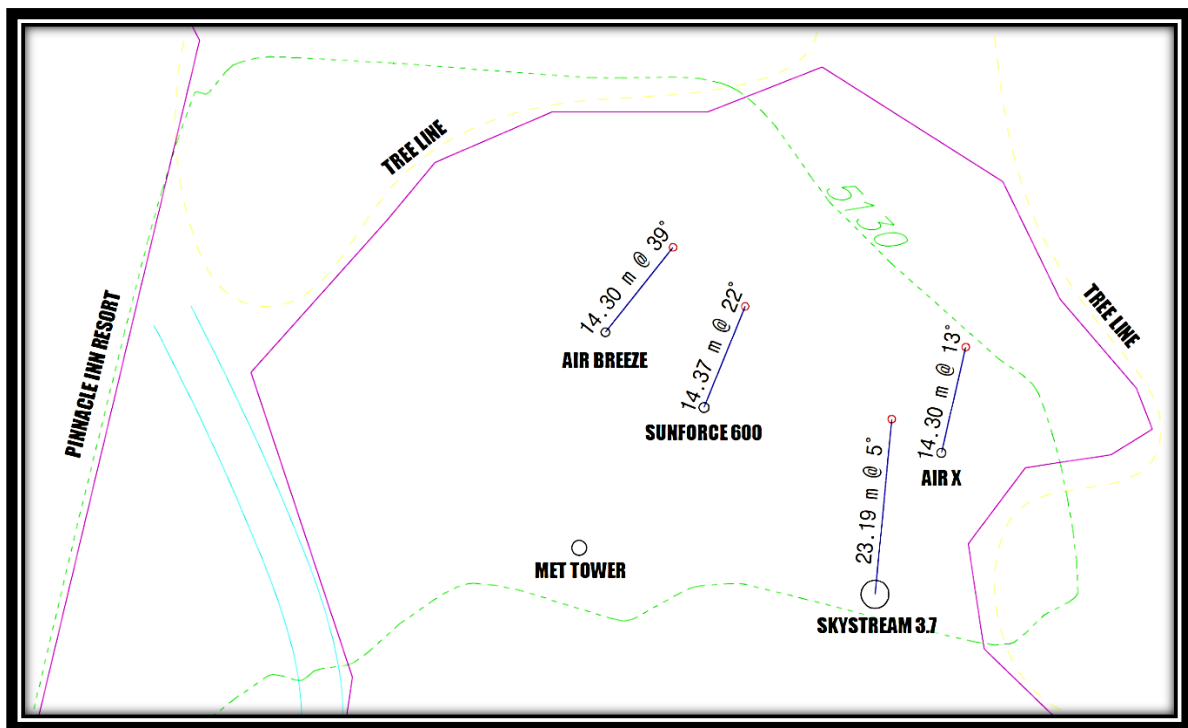 TREE LINE
5130
14.30 m @ 39°
AIR BREEZE
14.37 m @ 22°
SUNFORCE 600
TREE LINE
PINNACLE INN RESORT
14.30 m @ 13°
AIR X
23.19 m @ 5°
MET TOWER
SKYSTREAM 3.7